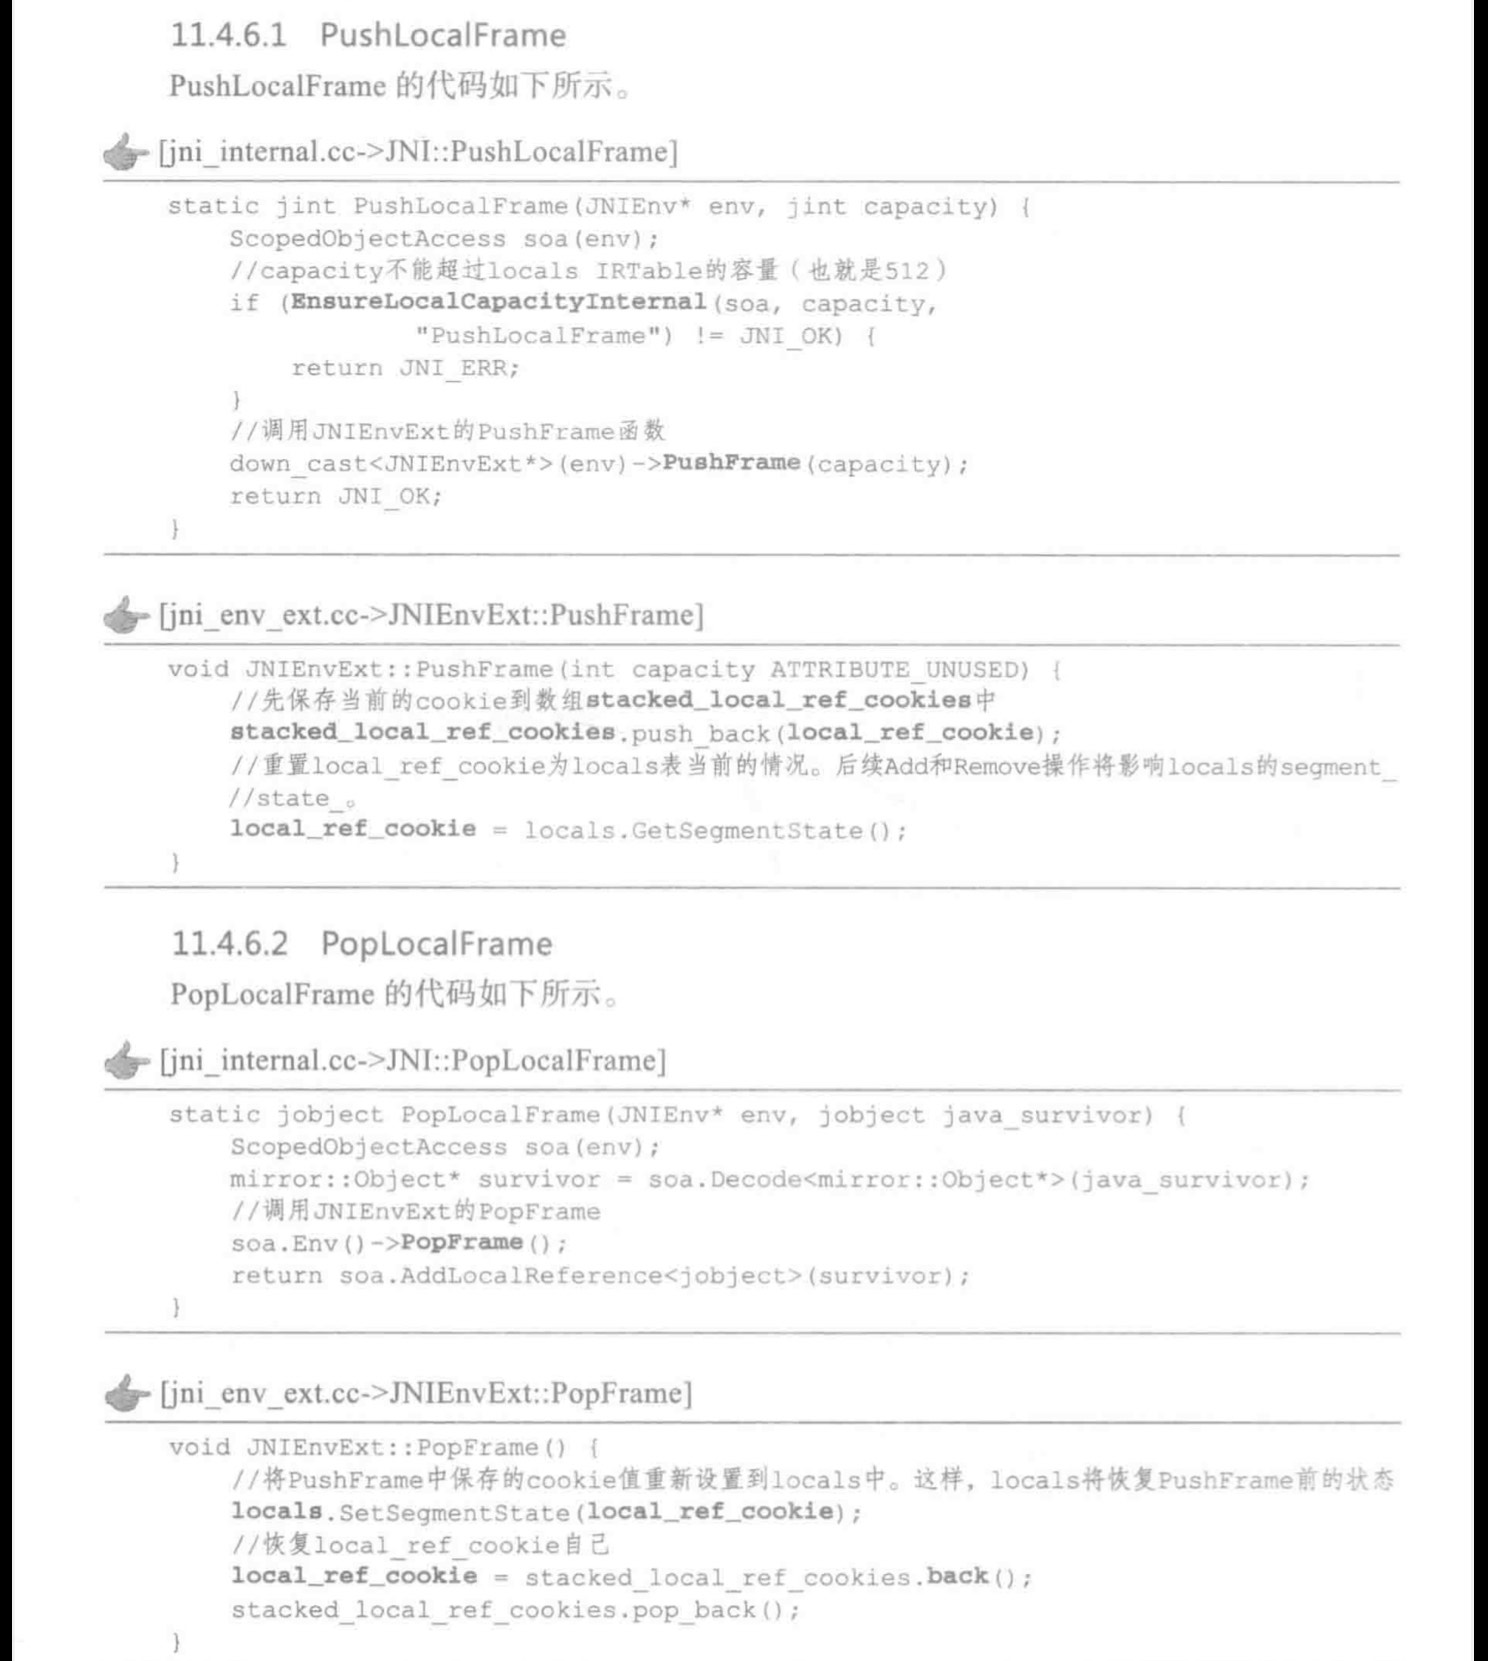 11.4.6.1 PushLocalFrame
PushLocalFrame 的代码如下所示。
[jni_internal.cc->JNI::PushLocalFrame]
static jint PushLocalFrame(JNIEnv* env, jint capacity) {
    ScopedObjectAccess soa(env);
    //capacity不能超过locals IRTable的容量（也就是512）
    if (EnsureLocalCapacityInternal(soa, capacity,
                "PushLocalFrame") != JNI_OK) {
        return JNI_ERR;
    }
    //调用JNIEnvExt的PushFrame函数
    down_cast<JNIEnvExt*>(env)->PushFrame(capacity);
    return JNI_OK;
}
[jni_env_ext.cc->JNIEnvExt::PushFrame]
void JNIEnvExt::PushFrame(int capacity ATTRIBUTE_UNUSED) {
    //先保存当前的cookie到数组stacked_local_ref_cookies中
    stacked_local_ref_cookies.push_back(local_ref_cookie);
    //重置local_ref_cookie为locals表当前的情况。后续Add和Remove操作将影响locals的segment_
    //state_。
    local_ref_cookie = locals.GetSegmentState();
}
11.4.6.2 PopLocalFrame
PopLocalFrame 的代码如下所示。
[jni_internal.cc->JNI::PopLocalFrame]
static jobject PopLocalFrame(JNIEnv* env, jobject java_survivor) {
    ScopedObjectAccess soa(env);
    mirror::Object* survivor = soa.Decode<mirror::Object*>(java_survivor);
    //调用JNIEnvExt的PopFrame
    soa.Env()->PopFrame();
    return soa.AddLocalReference<jobject>(survivor);
}
[jni_env_ext.cc->JNIEnvExt::PopFrame]
void JNIEnvExt::PopFrame() {
    //将PushFrame中保存的cookie值重新设置到locals中。这样，locals将恢复PushFrame前的状态
    locals.SetSegmentState(local_ref_cookie);
    //恢复local_ref_cookie自己
    local_ref_cookie = stacked_local_ref_cookies.back();
    stacked_local_ref_cookies.pop_back();
}